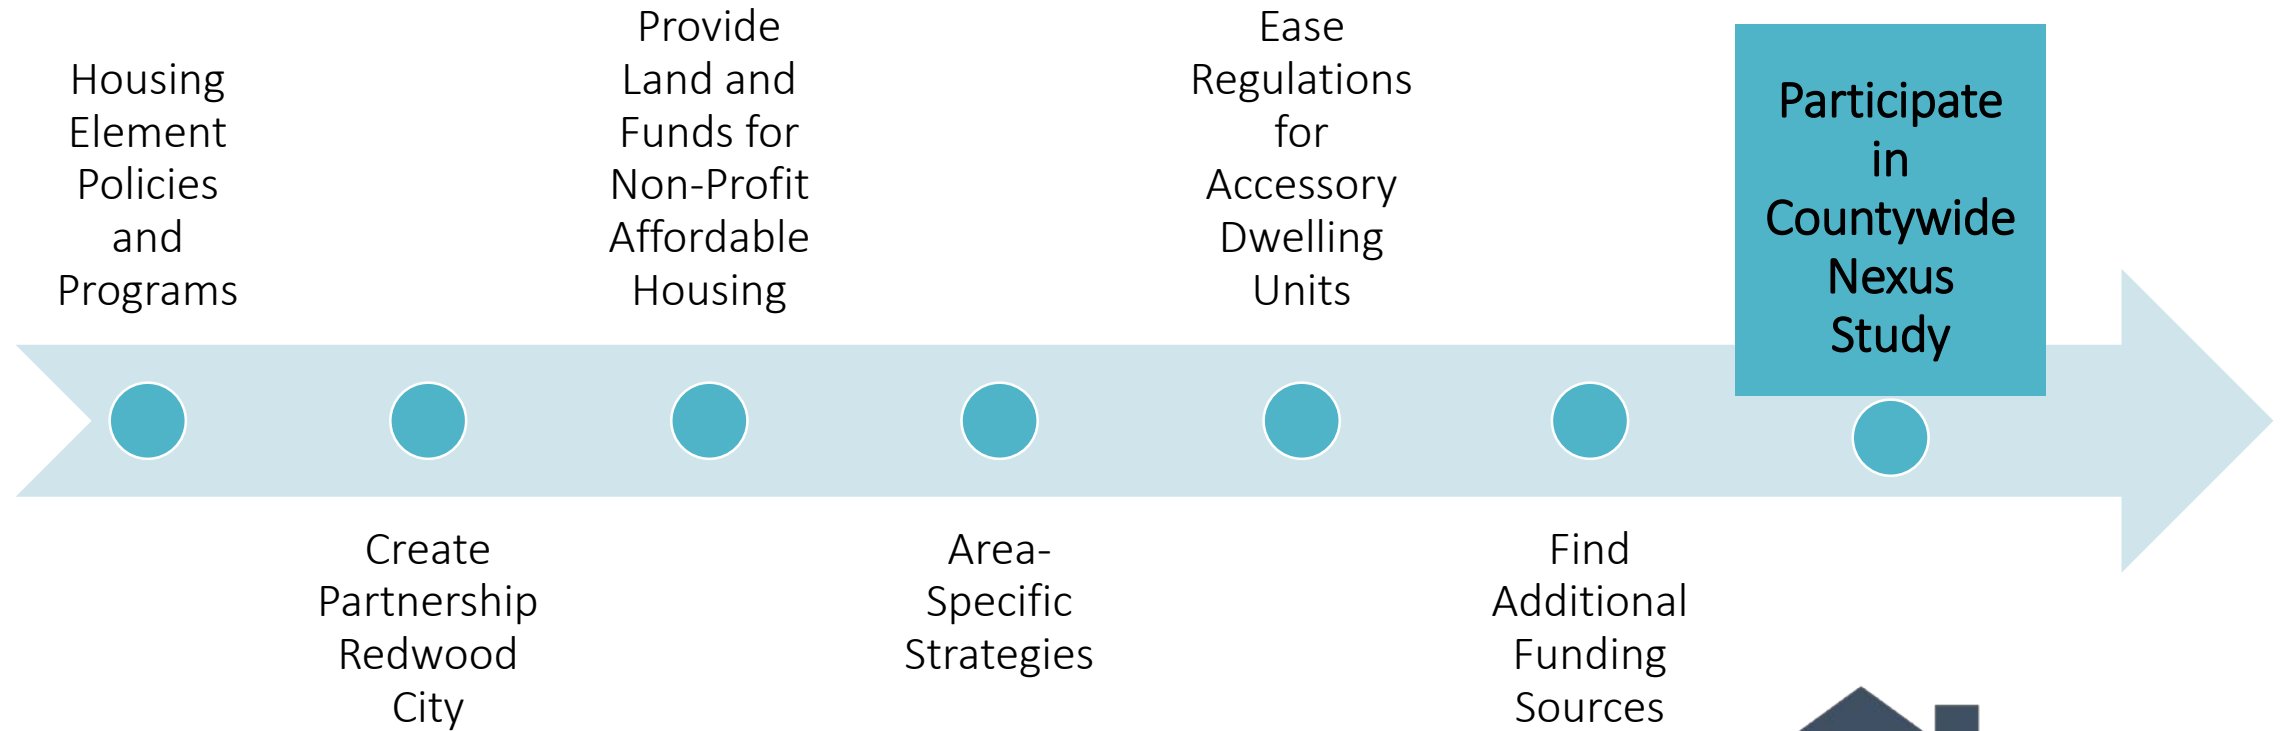 Housing
Element
Policies
and
Programs
Create
Partnership
Redwood
City
Provide
Land and
Funds for
Non-Profit
Affordable
Housing
Area-
Specific
Strategies
Ease
Regulations
for
Accessory
Dwelling
Units
Find
Additional
Funding
Sources
Participate
in
Countywide
Nexus
Study